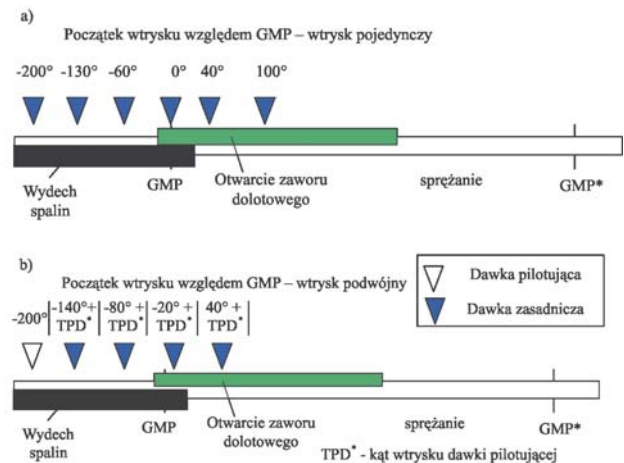 a)
Początek wtrysku względem GMP – wtrysk pojedynczy
-200° -130° -60° 0° 40° 100°
Wydech
spalin
GMP
Otwarcie zaworu
dolotowego
sprężanie
GMP*
b)
Początek wtrysku względem GMP – wtrysk podwójny
-200° -140° + -80° + -20° + 40° +
TPD* TPD* TPD* TPD*
Dawka pilotująca
Dawka zasadnicza
Wydech
spalin
GMP
Otwarcie zaworu
dolotowego
sprężanie
GMP*
TPD* - kąt wtrysku dawki pilotującej